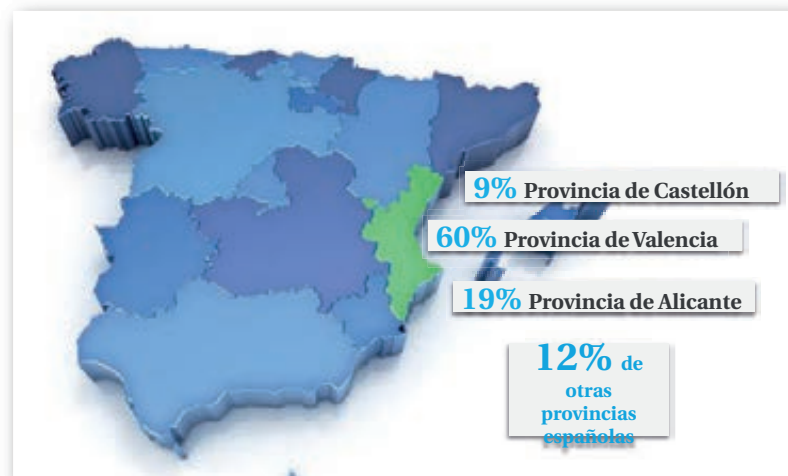 9% Provincia de Castellón
60% Provincia de Valencia
19% Provincia de Alicante
12% de
otras
provincias
españolas